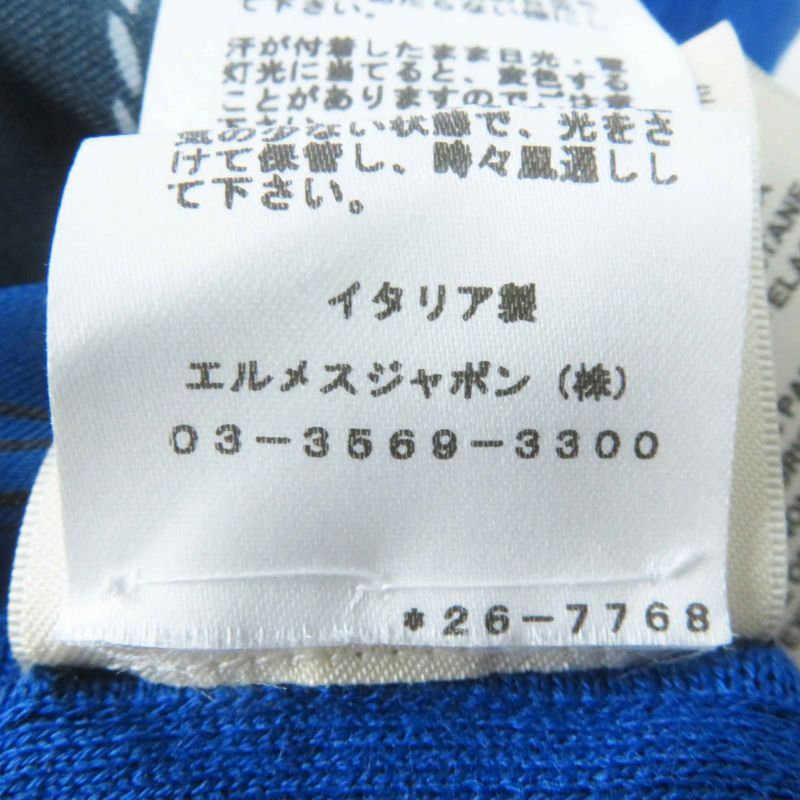 て下さい。
汗が付着したまま日光・電
灯光に当てると、変色する
ことがありますのでご注意
気の少ない状態で、光をさ
けて保管し、時々風通しし
て下さい。
イタリア製
エルメスジャポン（株）
03-3569-3300
*26-7768